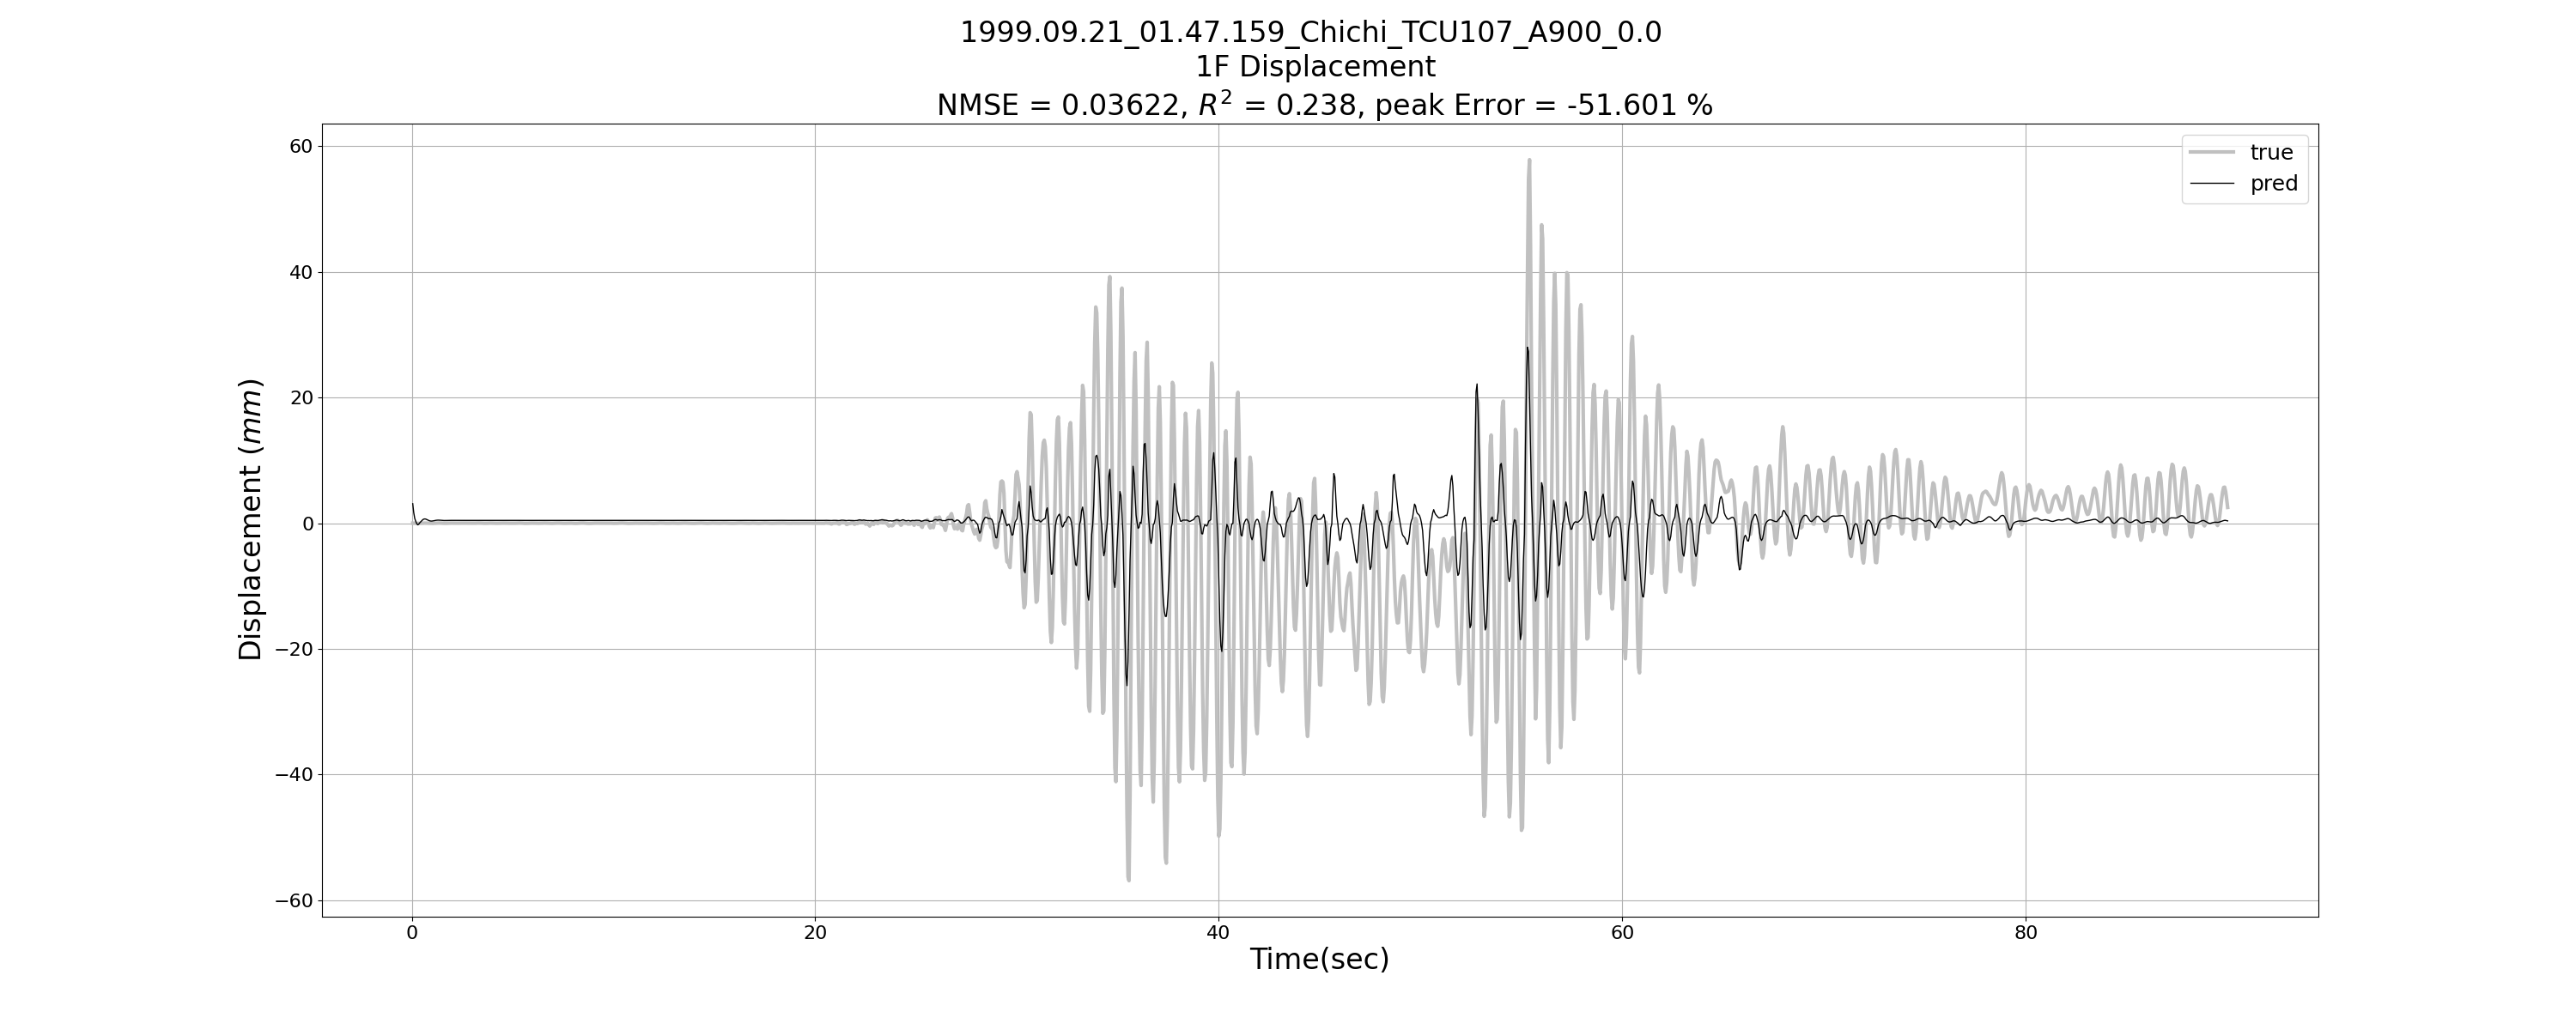 1999.09.21_01.47.159_Chichi_TCU107_A900_0.0
1F Displacement
NMSE = 0.03622, R² = 0.238, peak Error = -51.601 %
true
pred
Displacement (mm)
60
40
20
0
−20
−40
−60
0
20
40
60
80
Time(sec)